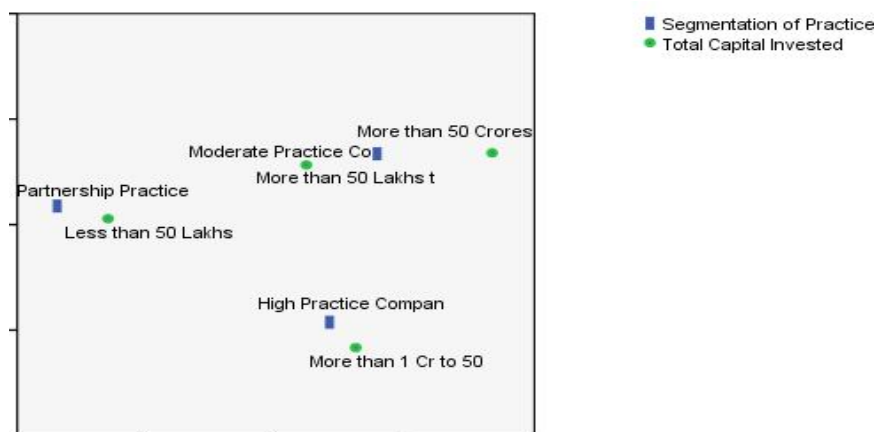 Segmentation of Practice
Total Capital Invested
More than 50 Crores
Moderate Practice Co
More than 50 Lakhs t
Partnership Practice
Less than 50 Lakhs
High Practice Compan
More than 1 Cr to 50